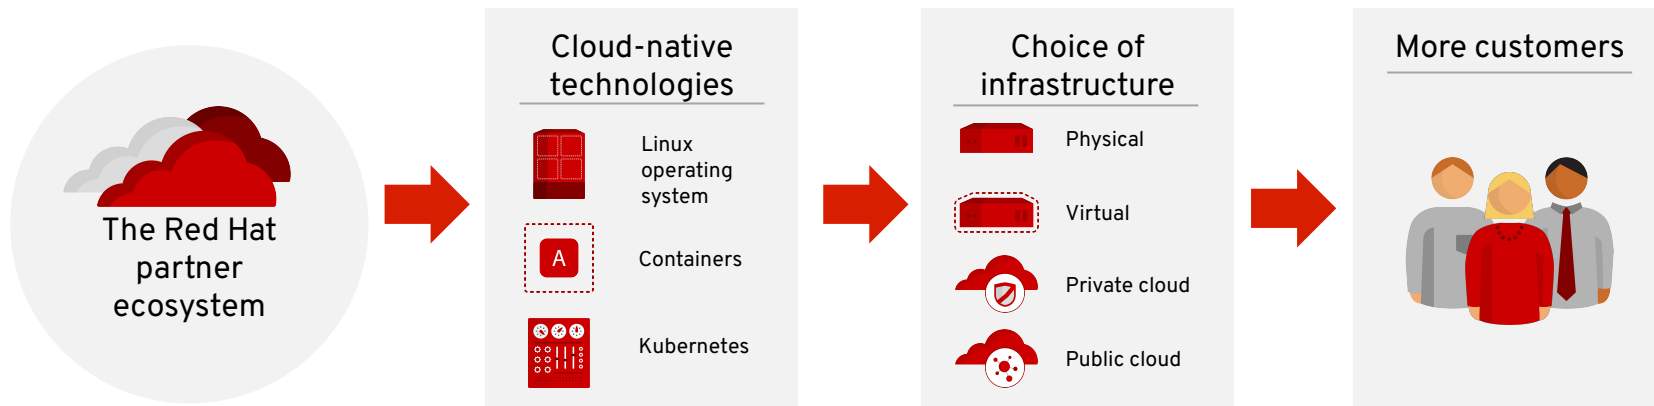 The Red Hat
partner
ecosystem
Cloud-native
technologies
Linux
operating
system
A
Containers
Kubernetes
Choice of
infrastructure
Physical
Virtual
Private cloud
Public cloud
More customers